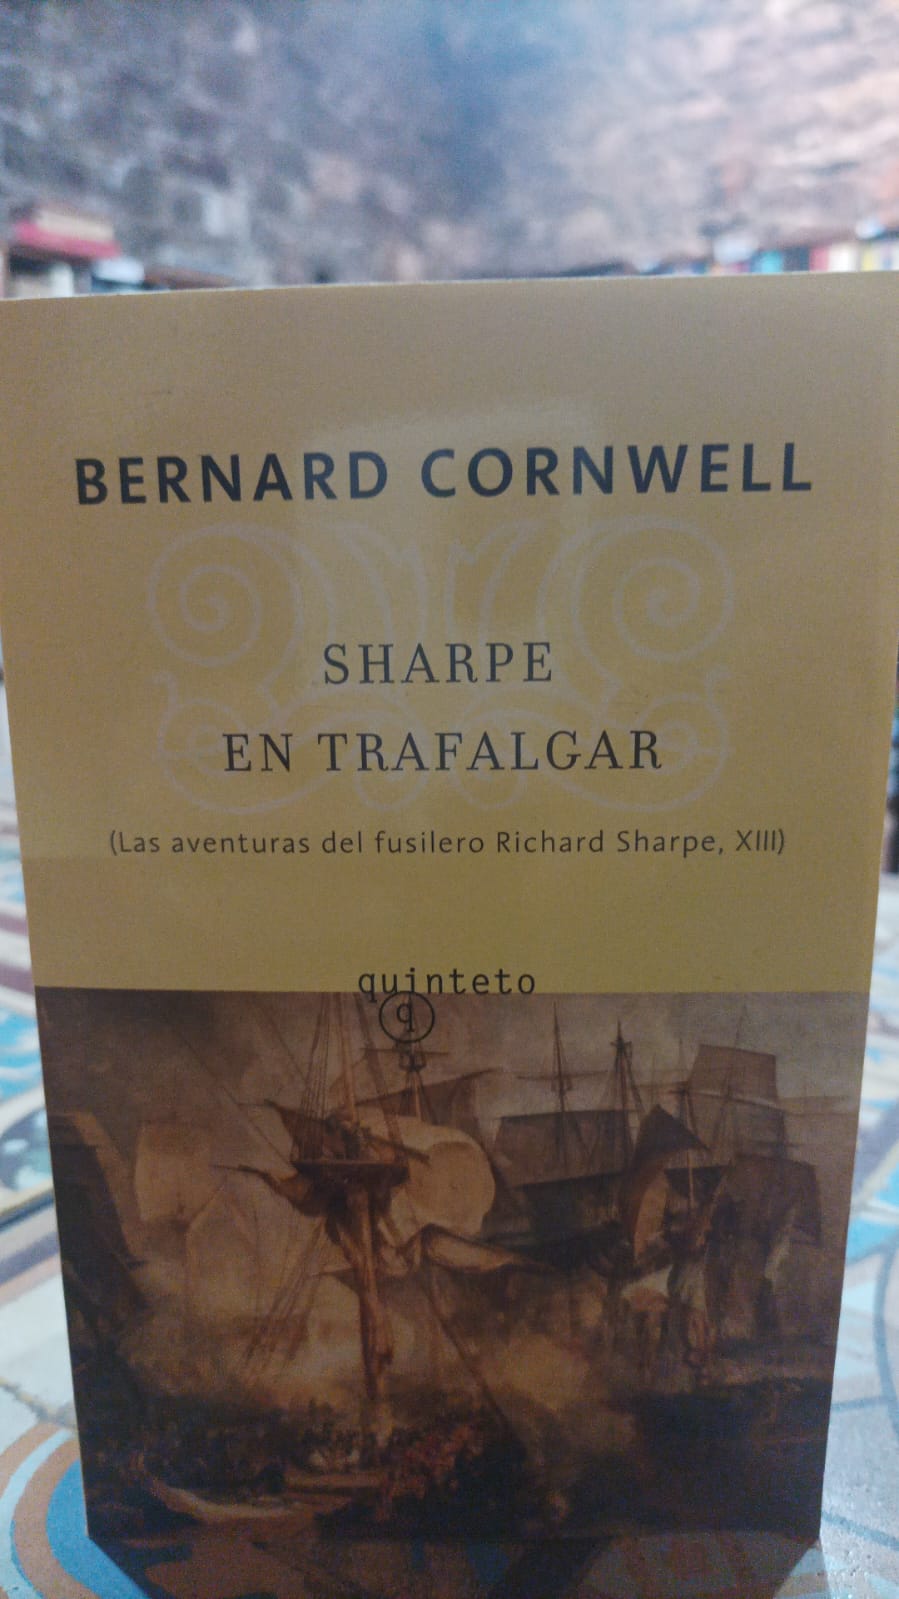 BERNARD CORNWELL
SHARPE
EN TRAFALGAR
(Las aventuras del fusilero Richard Sharpe, XIII)
quinteto
q